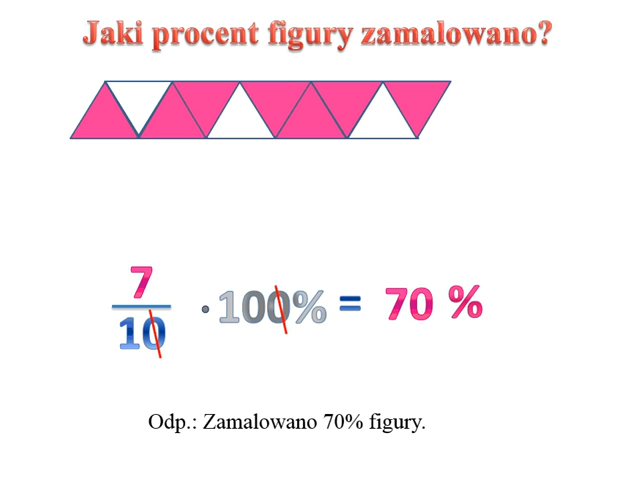 Jaki procent figury zamalowano?
7
10
· 100% = 70 %
Odp.: Zamalowano 70% figury.